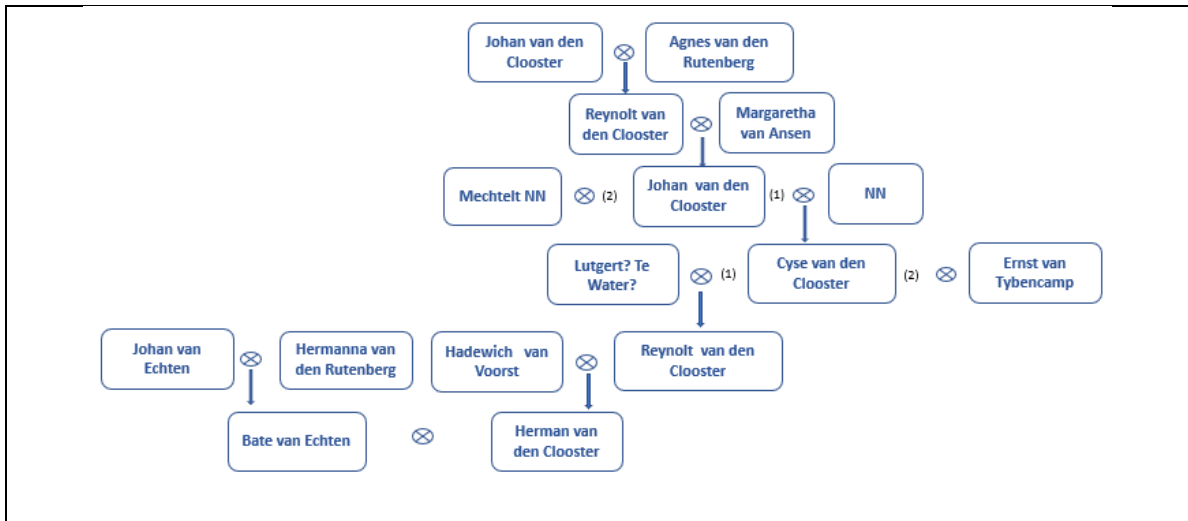 Johan van den
Clooster
Agnes van den
Rutenberg
Reynolt van
den Clooster
Margaretha
van Ansen
Mechtelt NN
(2)
Johan van den
Clooster
(1)
NN
Lutgert? Te
Water?
(1)
Cyse van den
Clooster
(2)
Ernst van
Tybencamp
Johan van
Echten
Hermanna van
den Rutenberg
Hadewich van
Voorst
Reynolt van den
Clooster
Bate van Echten
Herman van
den Clooster